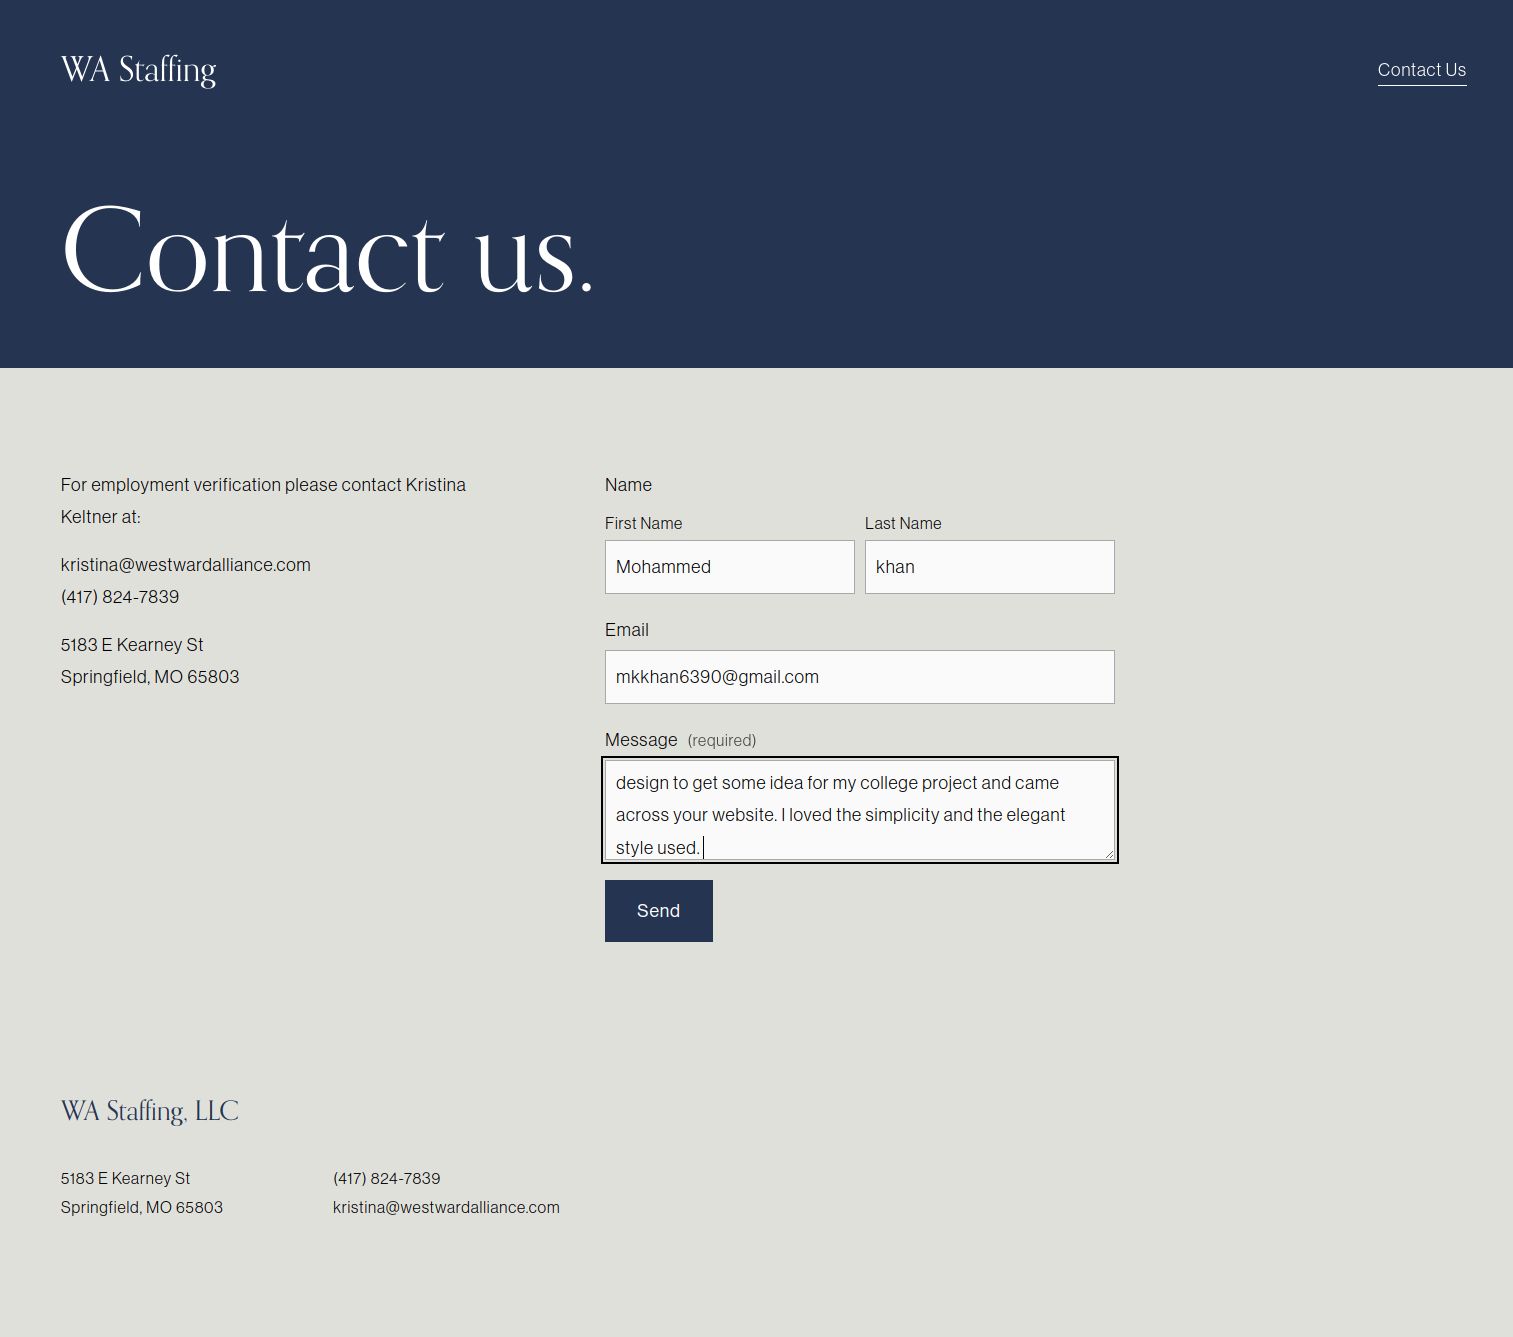 WA Staffing
Contact Us
Contact us.
For employment verification please contact Kristina
Keltner at:
kristina@westwardalliance.com
(417) 824-7839
5183 E Kearney St
Springfield, MO 65803
Name
First Name
Last Name
Mohammed
khan
Email
mkkhan6390@gmail.com
Message (required)
design to get some idea for my college project and came
across your website. I loved the simplicity and the elegant
style used.
Send
WA Staffing, LLC
5183 E Kearney St
Springfield, MO 65803
(417) 824-7839
kristina@westwardalliance.com